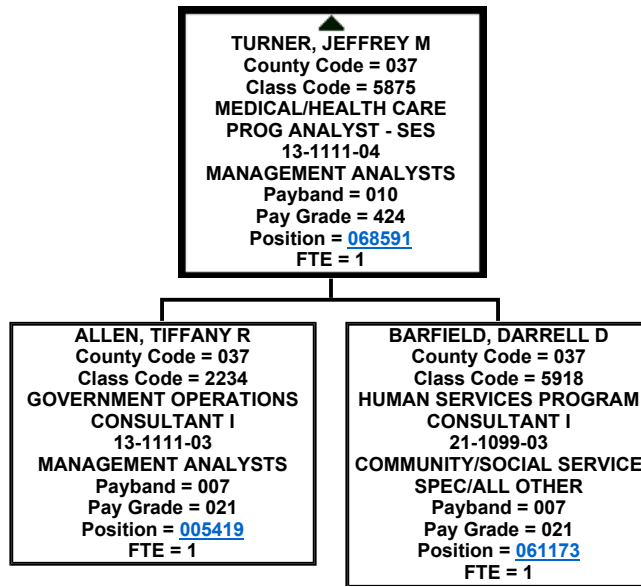 TURNER, JEFFREY M
County Code = 037
Class Code = 5875
MEDICAL/HEALTH CARE
PROG ANALYST - SES
13-1111-04
MANAGEMENT ANALYSTS
Payband = 010
Pay Grade = 424
Position = 068591
FTE = 1
ALLEN, TIFFANY R
County Code = 037
Class Code = 2234
GOVERNMENT OPERATIONS
CONSULTANT I
13-1111-03
MANAGEMENT ANALYSTS
Payband = 007
Pay Grade = 021
Position = 005419
FTE = 1
BARFIELD, DARRELL D
County Code = 037
Class Code = 5918
HUMAN SERVICES PROGRAM
CONSULTANT I
21-1099-03
COMMUNITY/SOCIAL SERVICE
SPEC/ALL OTHER
Payband = 007
Pay Grade = 021
Position = 061173
FTE = 1